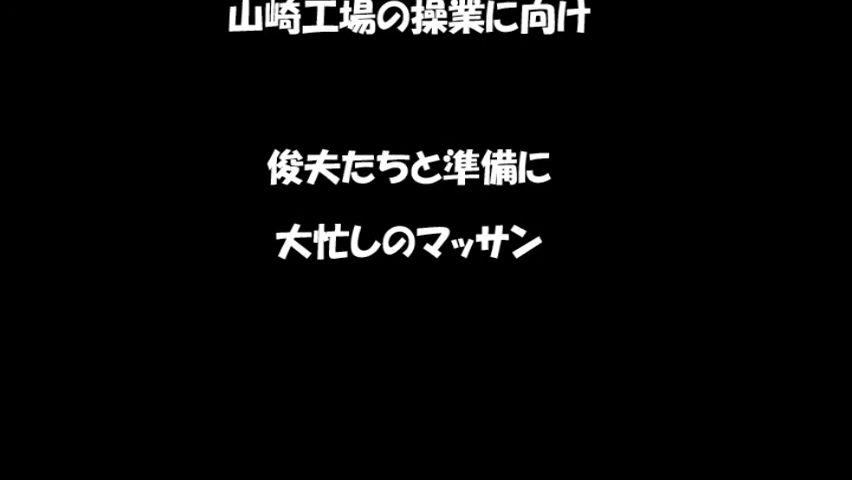 山崎工場の操業に向け
俊夫たちと準備に
大忙しのマッサン